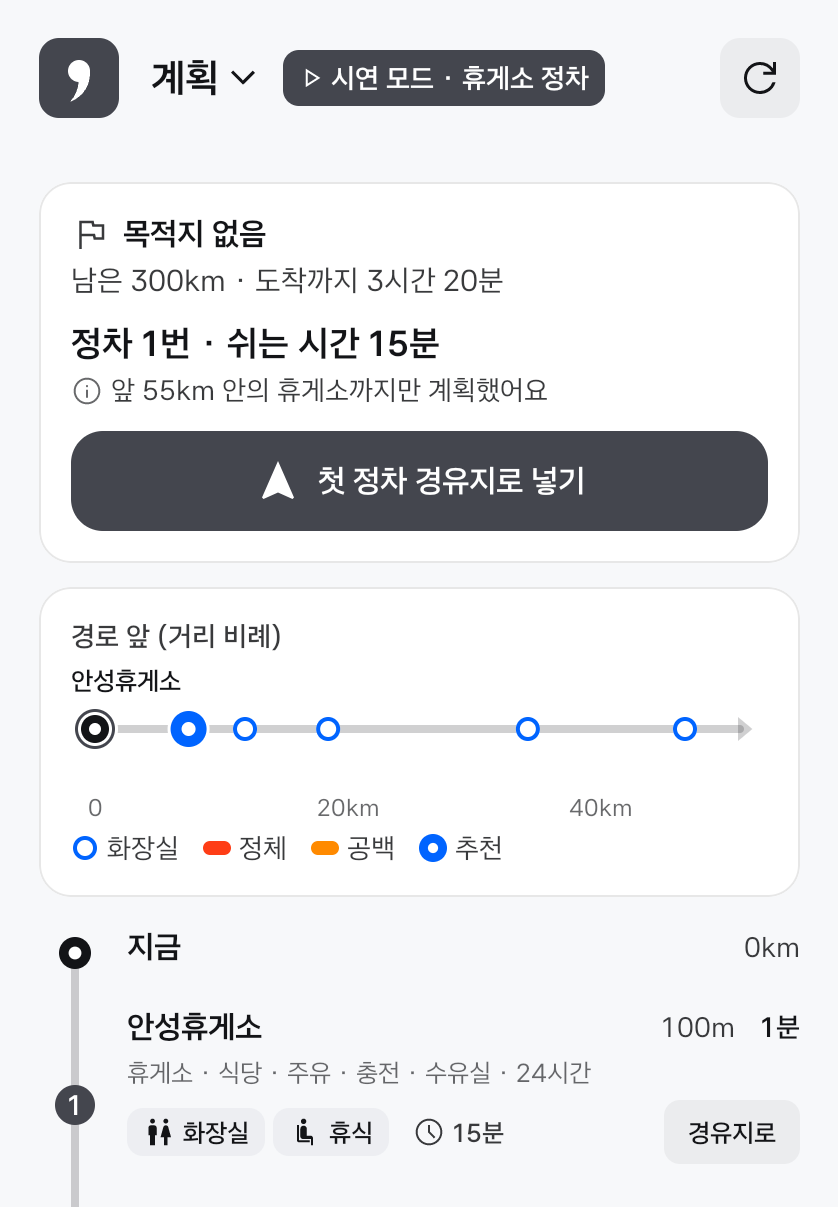 계획
시연 모드 · 휴게소 정차
목적지 없음
남은 300km · 도착까지 3시간 20분
정차 1번 · 쉬는 시간 15분
앞 55km 안의 휴게소까지만 계획했어요
첫 정차 경유지로 넣기
경로 앞 (거리 비례)
안성휴게소
0 20km 40km
화장실 정체 공백 추천
지금 0km
안성휴게소 100m 1분
휴게소 · 식당 · 주유 · 충전 · 수유실 · 24시간
1
화장실 휴식 15분 경유지로